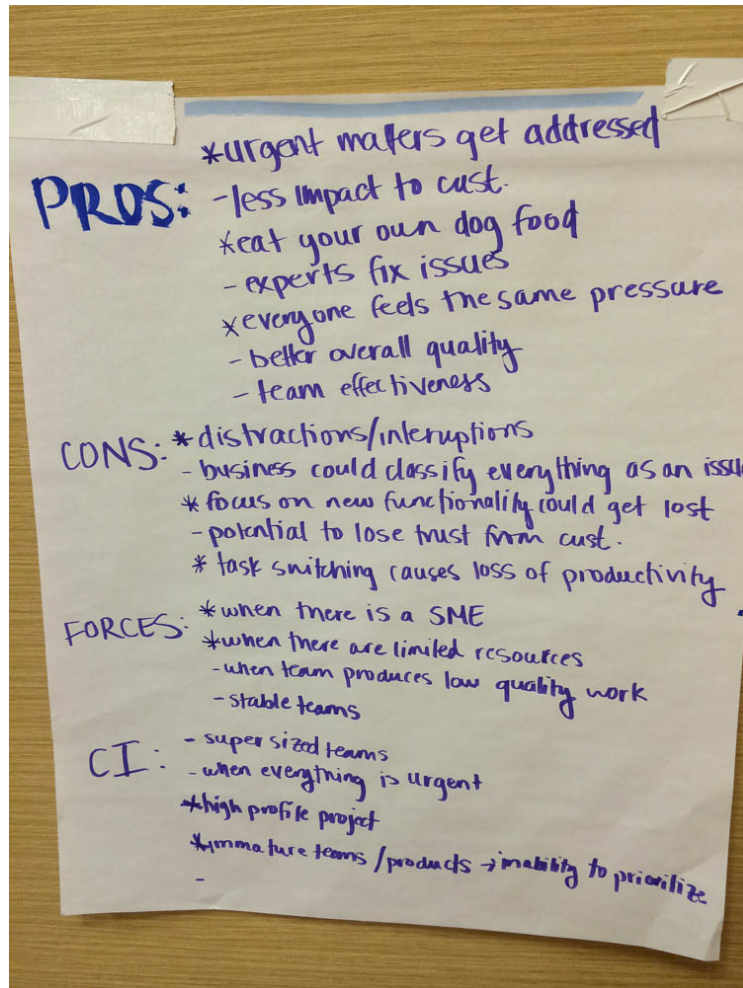 *urgent matters get addressed
PROS: -less impact to cust.
*eat your own dog food
- experts fix issues
*everyone feels the same pressure
- better overall quality
- team effectiveness
CONS: * distractions/interuptions
- business could classify everything as an issue
* focus on new functionality could get lost
- potential to lose trust from cust.
* task switching causes loss of productivity
FORCES: *when there is a SME
*when there are limited resources
-when team produces low quality work
- stable teams
CI: - super sized teams
- when everything is urgent
*high profile project
*immature teams/products → inability to prioritize
-